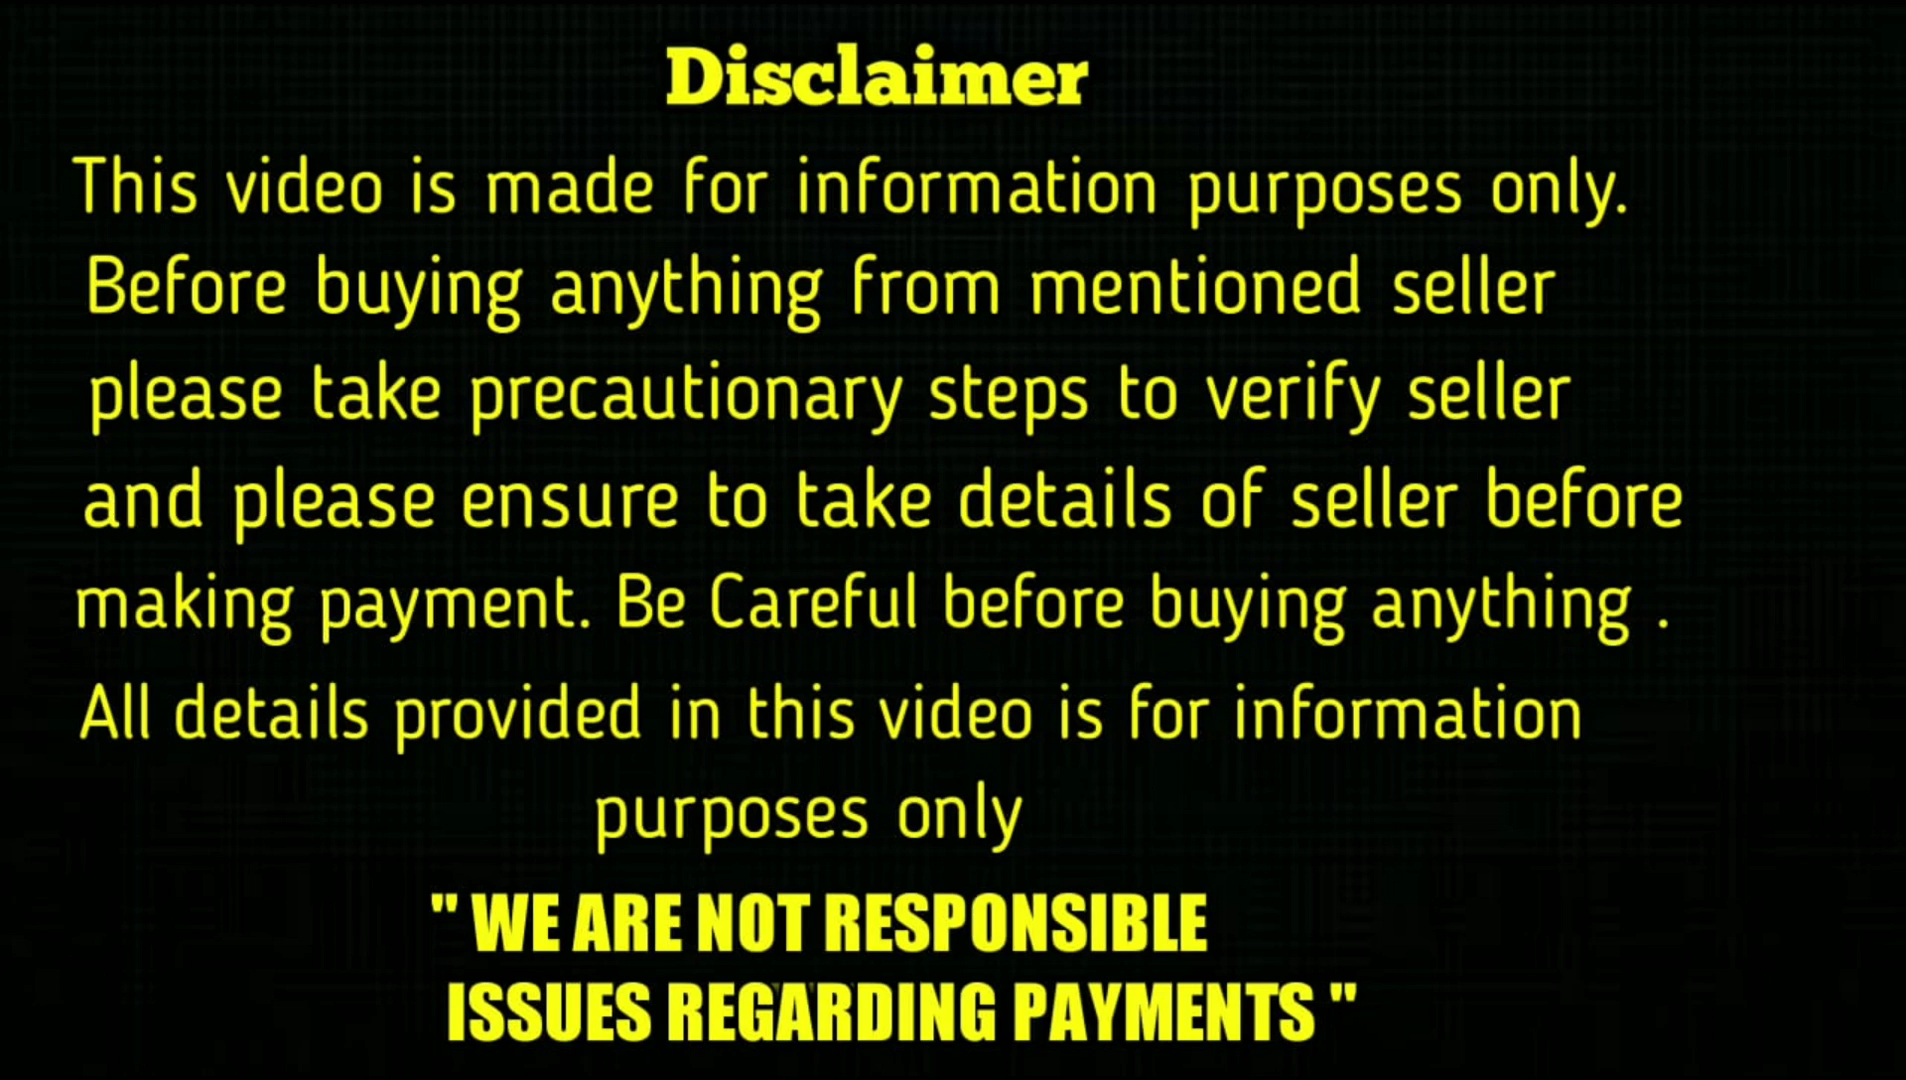 Disclaimer
This video is made for information purposes only.
Before buying anything from mentioned seller
please take precautionary steps to verify seller
and please ensure to take details of seller before
making payment. Be Careful before buying anything .
All details provided in this video is for information
purposes only
" WE ARE NOT RESPONSIBLE
ISSUES REGARDING PAYMENTS "